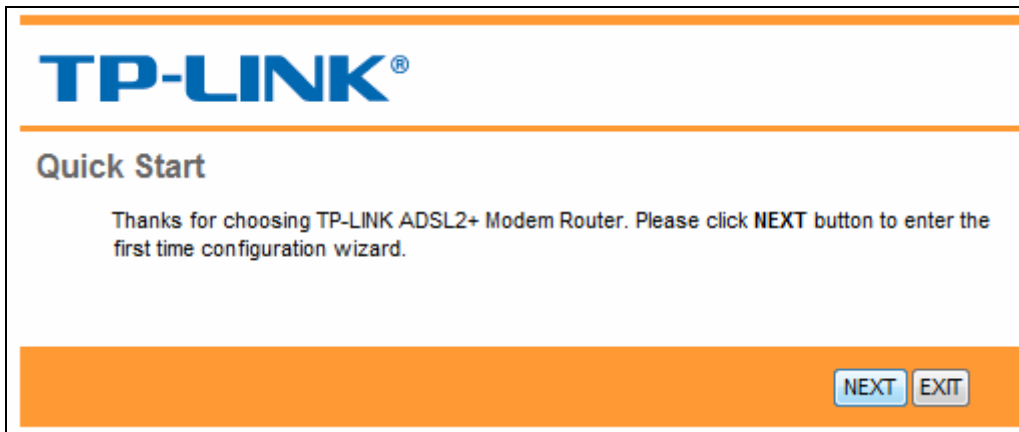 TP-LINK®
Quick Start
Thanks for choosing TP-LINK ADSL2+ Modem Router. Please click NEXT button to enter the
first time configuration wizard.
NEXT EXIT